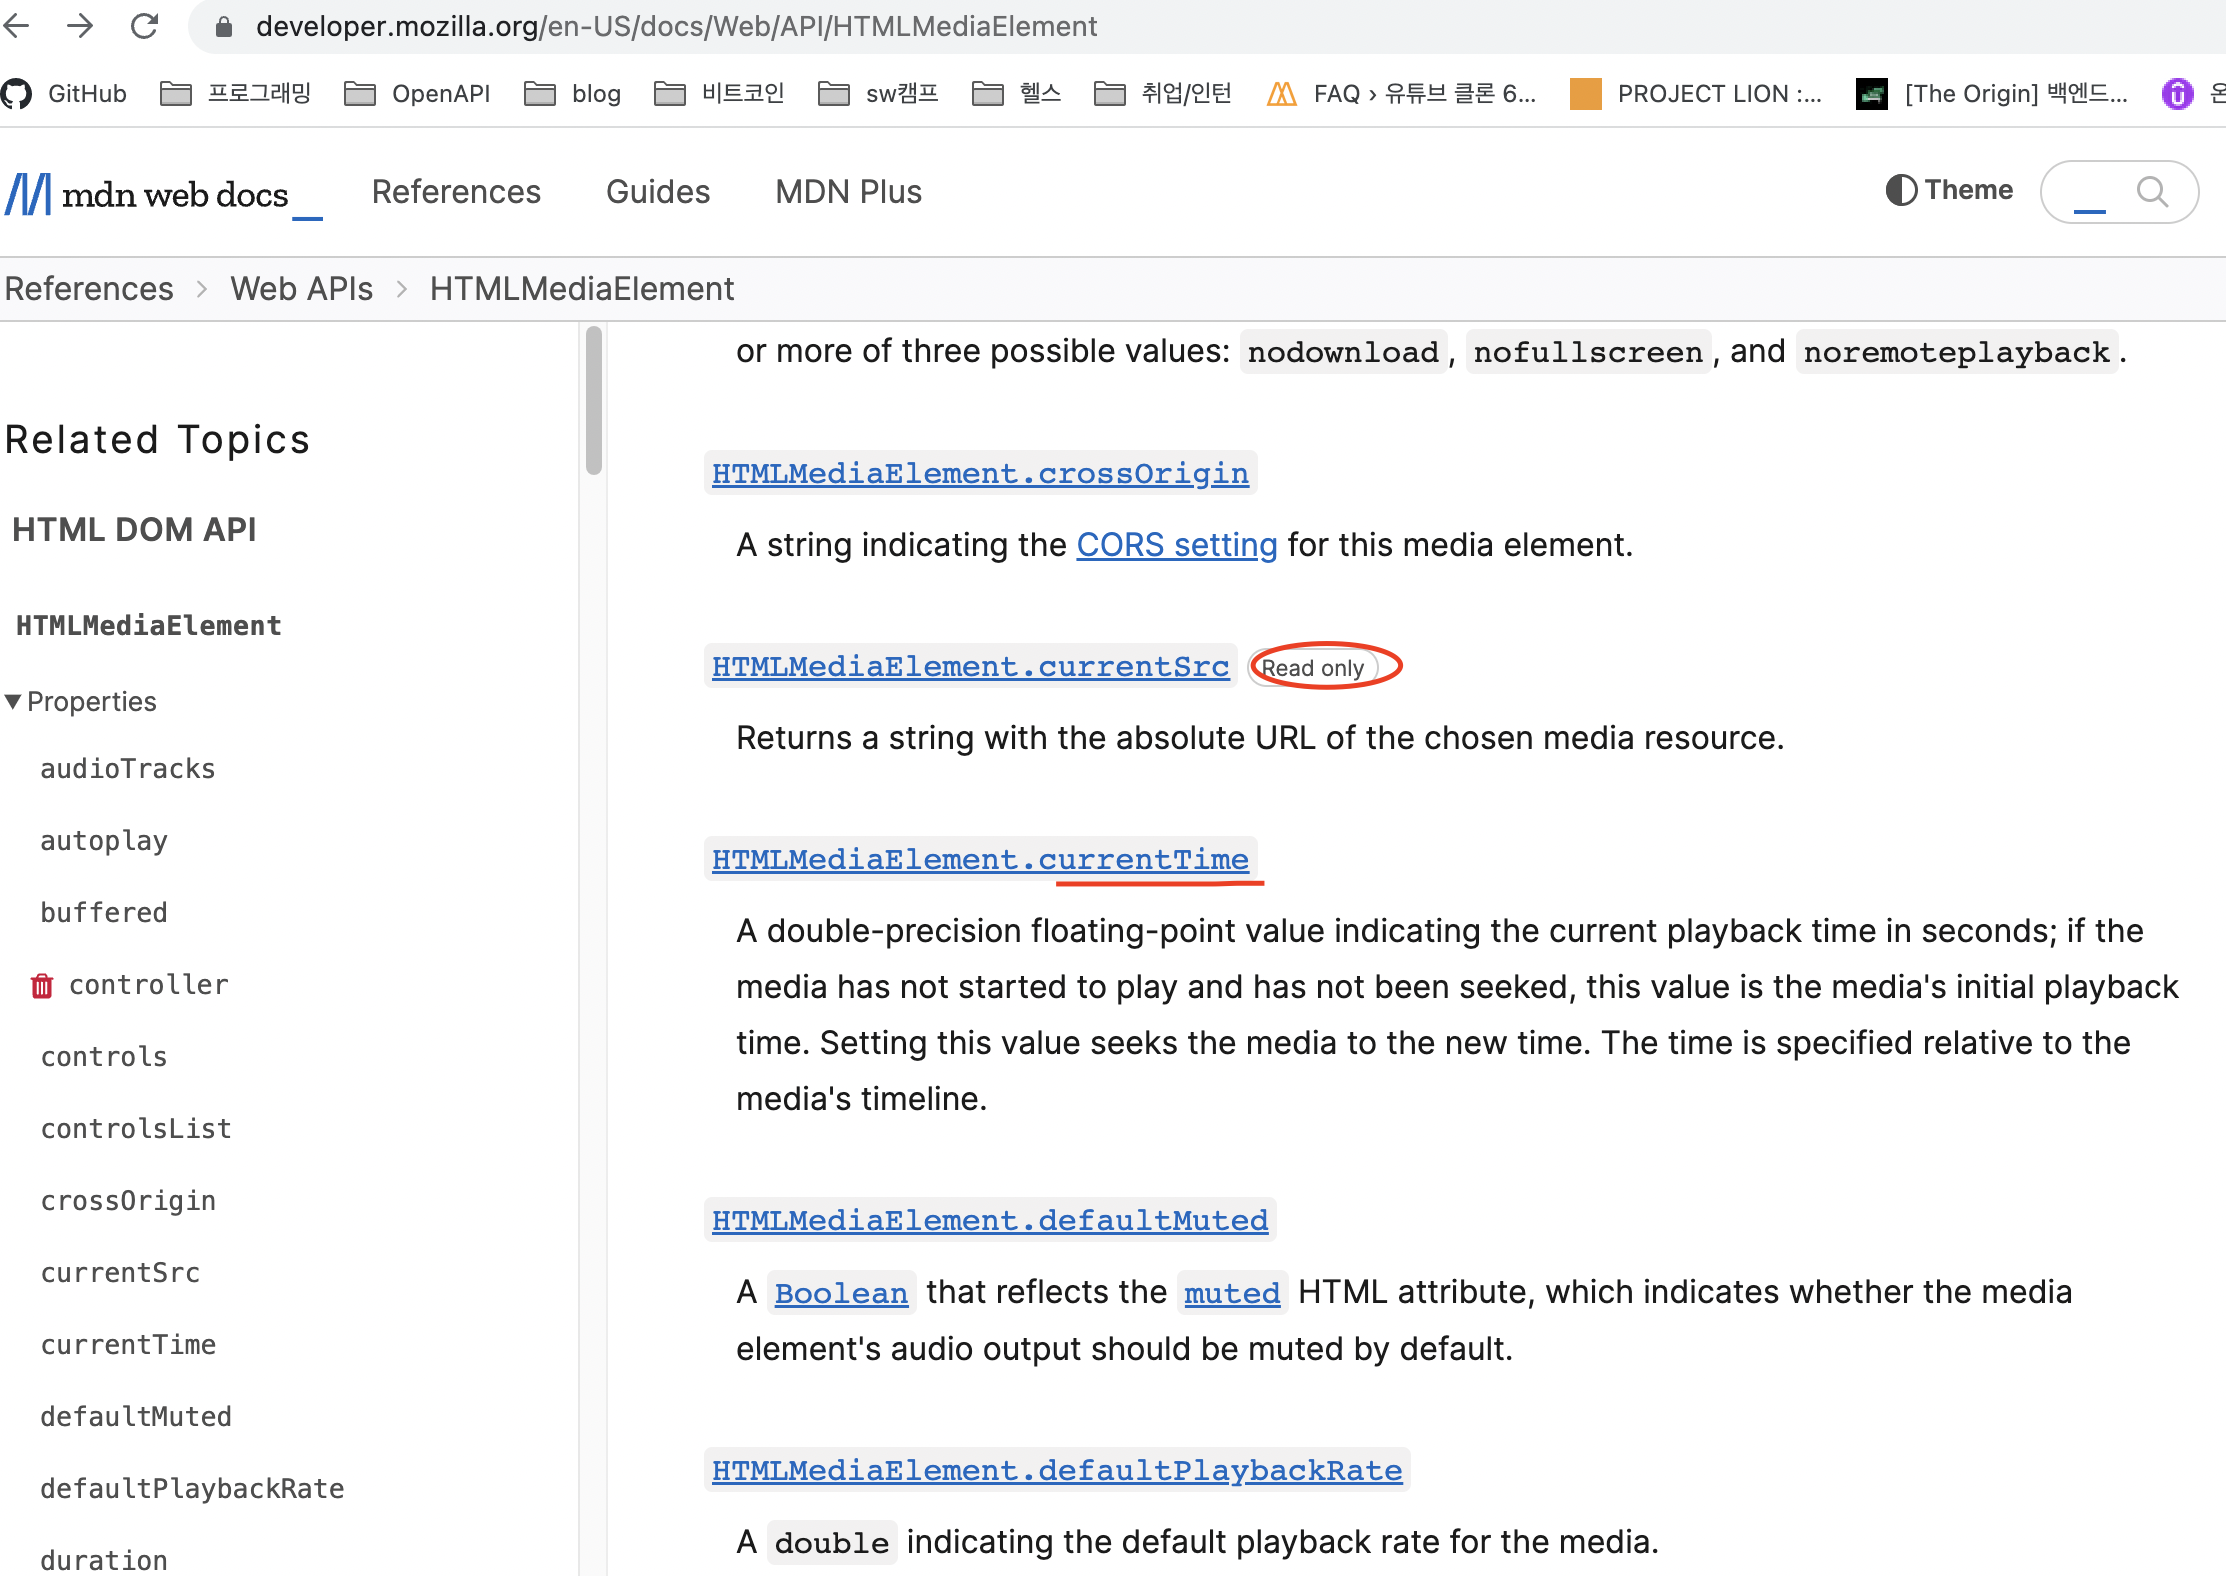 developer.mozilla.org/en-US/docs/Web/API/HTMLMediaElement
GitHub 프로그래밍 OpenAPI blog 비트코인 sw캠프 헬스 취업/인턴 FAQ › 유튜브 클론 6... PROJECT LION :... [The Origin] 백엔드... 온
mdn web docs_ References Guides MDN Plus Theme
References > Web APIs > HTMLMediaElement
Related Topics
HTML DOM API
HTMLMediaElement
▼ Properties
audioTracks
autoplay
buffered
controller
controls
controlsList
crossOrigin
currentSrc
currentTime
defaultMuted
defaultPlaybackRate
duration
or more of three possible values: nodownload, nofullscreen, and noremoteplayback.
HTMLMediaElement.crossOrigin
A string indicating the CORS setting for this media element.
HTMLMediaElement.currentSrc Read only
Returns a string with the absolute URL of the chosen media resource.
HTMLMediaElement.currentTime
A double-precision floating-point value indicating the current playback time in seconds; if the
media has not started to play and has not been seeked, this value is the media's initial playback
time. Setting this value seeks the media to the new time. The time is specified relative to the
media's timeline.
HTMLMediaElement.defaultMuted
A Boolean that reflects the muted HTML attribute, which indicates whether the media
element's audio output should be muted by default.
HTMLMediaElement.defaultPlaybackRate
A double indicating the default playback rate for the media.